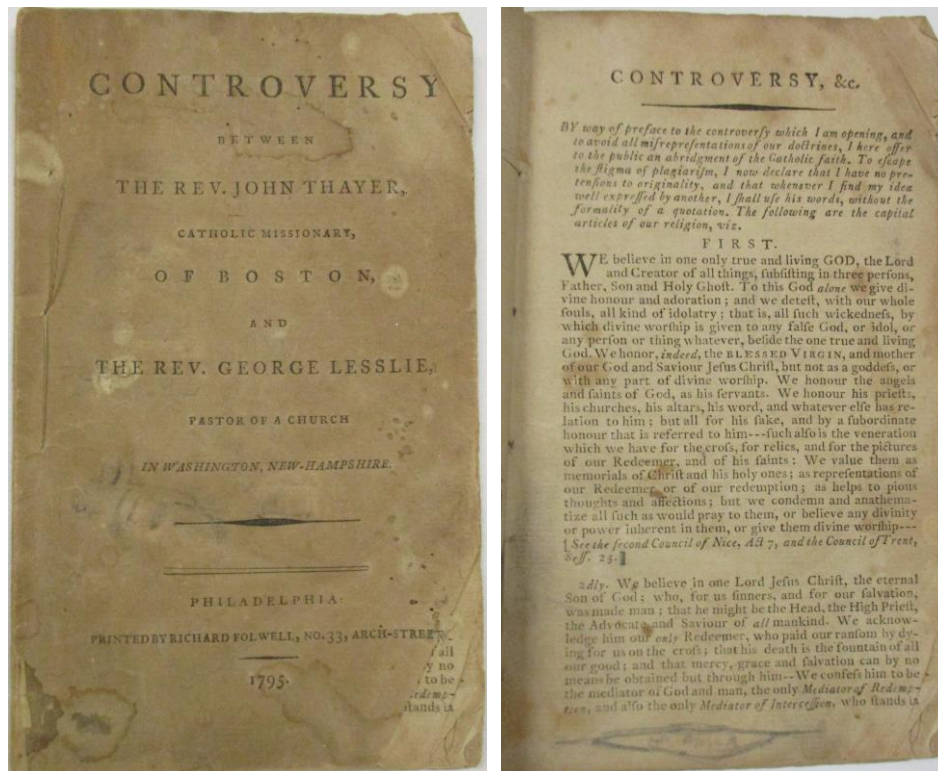 CONTROVERSY
BETWEEN
THE REV. JOHN THAYER,
CATHOLIC MISSIONARY,
OF BOSTON,
AND
THE REV. GEORGE LESSLIE,
PASTOR OF A CHURCH
IN WASHINGTON, NEW-HAMPSHIRE.
PHILADELPHIA:
PRINTED BY RICHARD FOLWELL, NO. 33, ARCH-STREET.
1795.
ſ all
y no
, to be
edemp-
ſtands is
CONTROVERSY, &c.
BY way of preface to the controverſy which I am opening, and
to avoid all miſrepreſentations of our doctrines, I here offer
to the public an abridgment of the Catholic faith. To eſcape
the ſtigma of plagiariſm, I now declare that I have no pre-
tenſions to originality, and that whenever I find my idea
well expreſſed by another, I ſhall uſe his words, without the
formality of a quotation. The following are the capital
articles of our religion, viz.
FIRST.
WE believe in one only true and living GOD, the Lord
and Creator of all things, ſubſiſting in three perſons,
Father, Son and Holy Ghoſt. To this God alone we give di-
vine honour and adoration; and we deteſt, with our whole
ſouls, all kind of idolatry; that is, all ſuch wickedneſs, by
which divine worſhip is given to any falſe God, or idol, or
any perſon or thing whatever, beſide the one true and living
God. We honor, indeed, the BLESSED VIRGIN, and mother
of our God and Saviour Jeſus Chriſt, but not as a goddeſs, or
with any part of divine worſhip. We honour the angels
and ſaints of God, as his ſervants. We honour his prieſts,
his churches, his altars, his word, and whatever elſe has re-
lation to him; but all for his ſake, and by a ſubordinate
honour that is referred to him---ſuch alſo is the veneration
which we have for the croſs, for relics, and for the pictures
of our Redeemer, and of his ſaints: We value them as
memorials of Chriſt and his holy ones; as repreſentations of
our Redeemer or of our redemption; as helps to pious
thoughts and affections; but we condemn and anathema-
tize all ſuch as would pray to them, or believe any divinity
or power inherent in them, or give them divine worſhip---
[See the ſecond Council of Nice, Act 7, and the Council of Trent,
Seſſ. 25.]
2dly. We believe in one Lord Jeſus Chriſt, the eternal
Son of God; who, for us ſinners, and for our ſalvation,
was made man; that he might be the Head, the High Prieſt,
the Advocate and Saviour of all mankind. We acknow-
ledge him our only Redeemer, who paid our ranſom by dy-
ing for us on the croſs; that his death is the fountain of all
our good; and that mercy, grace and ſalvation can by no
means be obtained but through him--We confeſs him to be
the mediator of God and man, the only Mediator of Redemp-
tion, and alſo the only Mediator of Interceſſion, who ſtands is